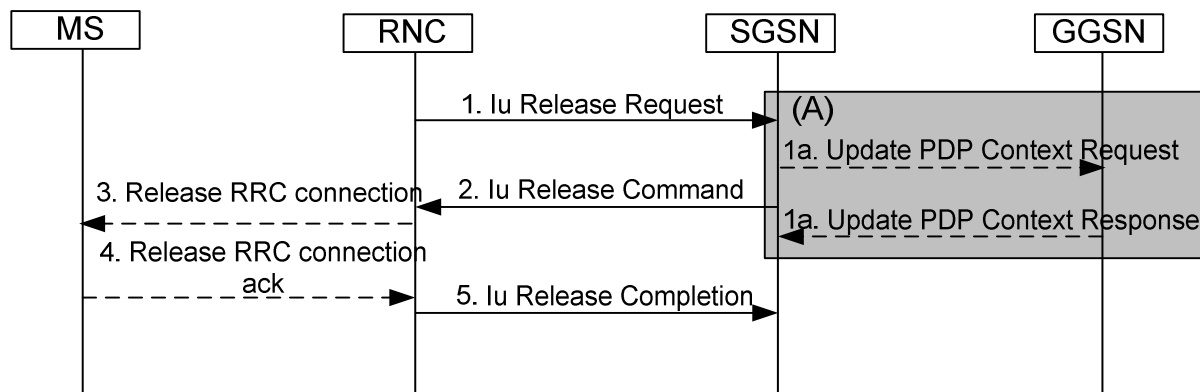 MS
RNC
SGSN
GGSN
1. Iu Release Request
(A)
1a. Update PDP Context Request
3. Release RRC connection
2. Iu Release Command
1a. Update PDP Context Response
4. Release RRC connection
ack
5. Iu Release Completion